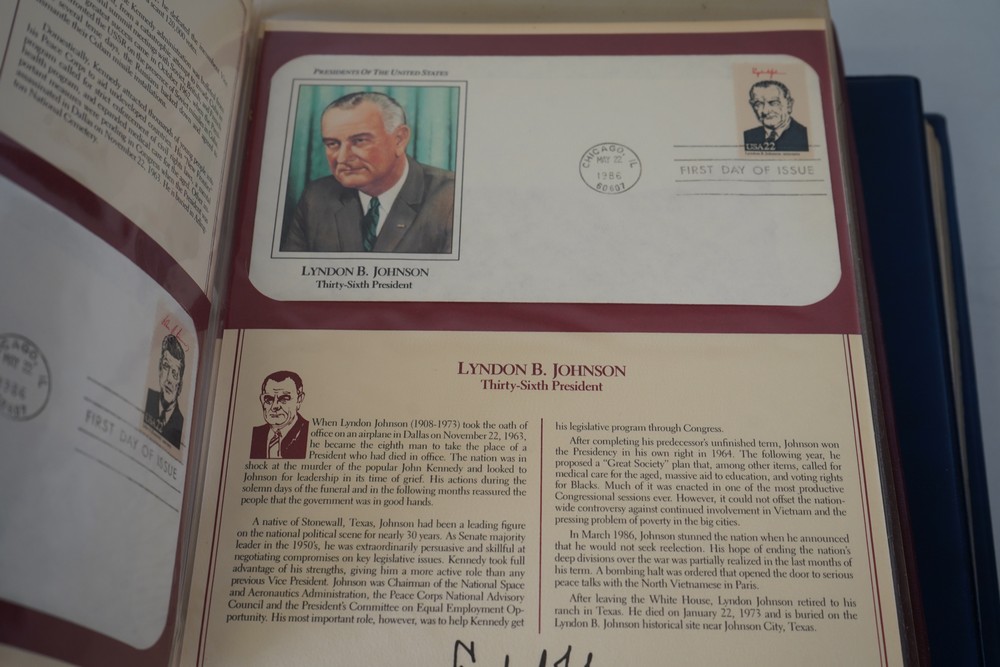 Domestically, Kennedy attracted thousands of young people
PRESIDENTS OF THE UNITED STATES
LYNDON B. JOHNSON
Thirty-Sixth President
CHICAGO, IL
MAY 22
1986
60607
USA 22
FIRST DAY OF ISSUE
CHICAGO, IL
MAY 22
1986
60607
FIRST DAY OF ISSUE
LYNDON B. JOHNSON
Thirty-Sixth President
When Lyndon Johnson (1908-1973) took the oath of
office on an airplane in Dallas on November 22, 1963,
he became the eighth man to take the place of a
President who had died in office. The nation was in
shock at the murder of the popular John Kennedy and looked to
Johnson for leadership in its time of grief. His actions during the
solemn days of the funeral and in the following months reassured the
people that the government was in good hands.
A native of Stonewall, Texas, Johnson had been a leading figure
on the national political scene for nearly 30 years. As Senate majority
leader in the 1950's, he was extraordinarily persuasive and skillful at
negotiating compromises on key legislative issues. Kennedy took full
advantage of his strengths, giving him a more active role than any
previous Vice President. Johnson was Chairman of the National Space
and Aeronautics Administration, the Peace Corps National Advisory
Council and the President's Committee on Equal Employment Op-
portunity. His most important role, however, was to help Kennedy get
his legislative program through Congress.
After completing his predecessor's unfinished term, Johnson won
the Presidency in his own right in 1964. The following year, he
proposed a "Great Society" plan that, among other items, called for
medical care for the aged, massive aid to education, and voting rights
for Blacks. Much of it was enacted in one of the most productive
Congressional sessions ever. However, it could not offset the nation-
wide controversy against continued involvement in Vietnam and the
pressing problem of poverty in the big cities.
In March 1986, Johnson stunned the nation when he announced
that he would not seek reelection. His hope of ending the nation's
deep divisions over the war was partially realized in the last months of
his term. A bombing halt was ordered that opened the door to serious
peace talks with the North Vietnamese in Paris.
After leaving the White House, Lyndon Johnson retired to his
ranch in Texas. He died on January 22, 1973 and is buried on the
Lyndon B. Johnson historical site near Johnson City, Texas.